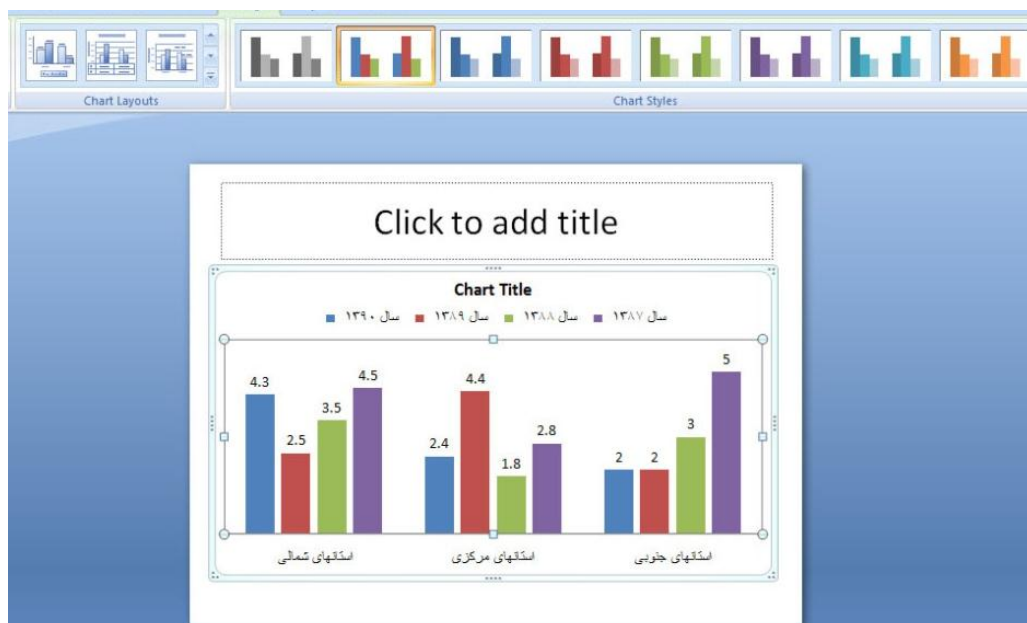 Chart Layouts
Chart Styles
Click to add title
Chart Title
سال ۱۳۹۰ سال ۱۳۸۹ سال ۱۳۸۸ سال ۱۳۸۷
4.3 2.5 3.5 4.5 2.4 4.4 1.8 2.8 2 2 3 5
استانهای شمالی استانهای مرکزی استانهای جنوبی